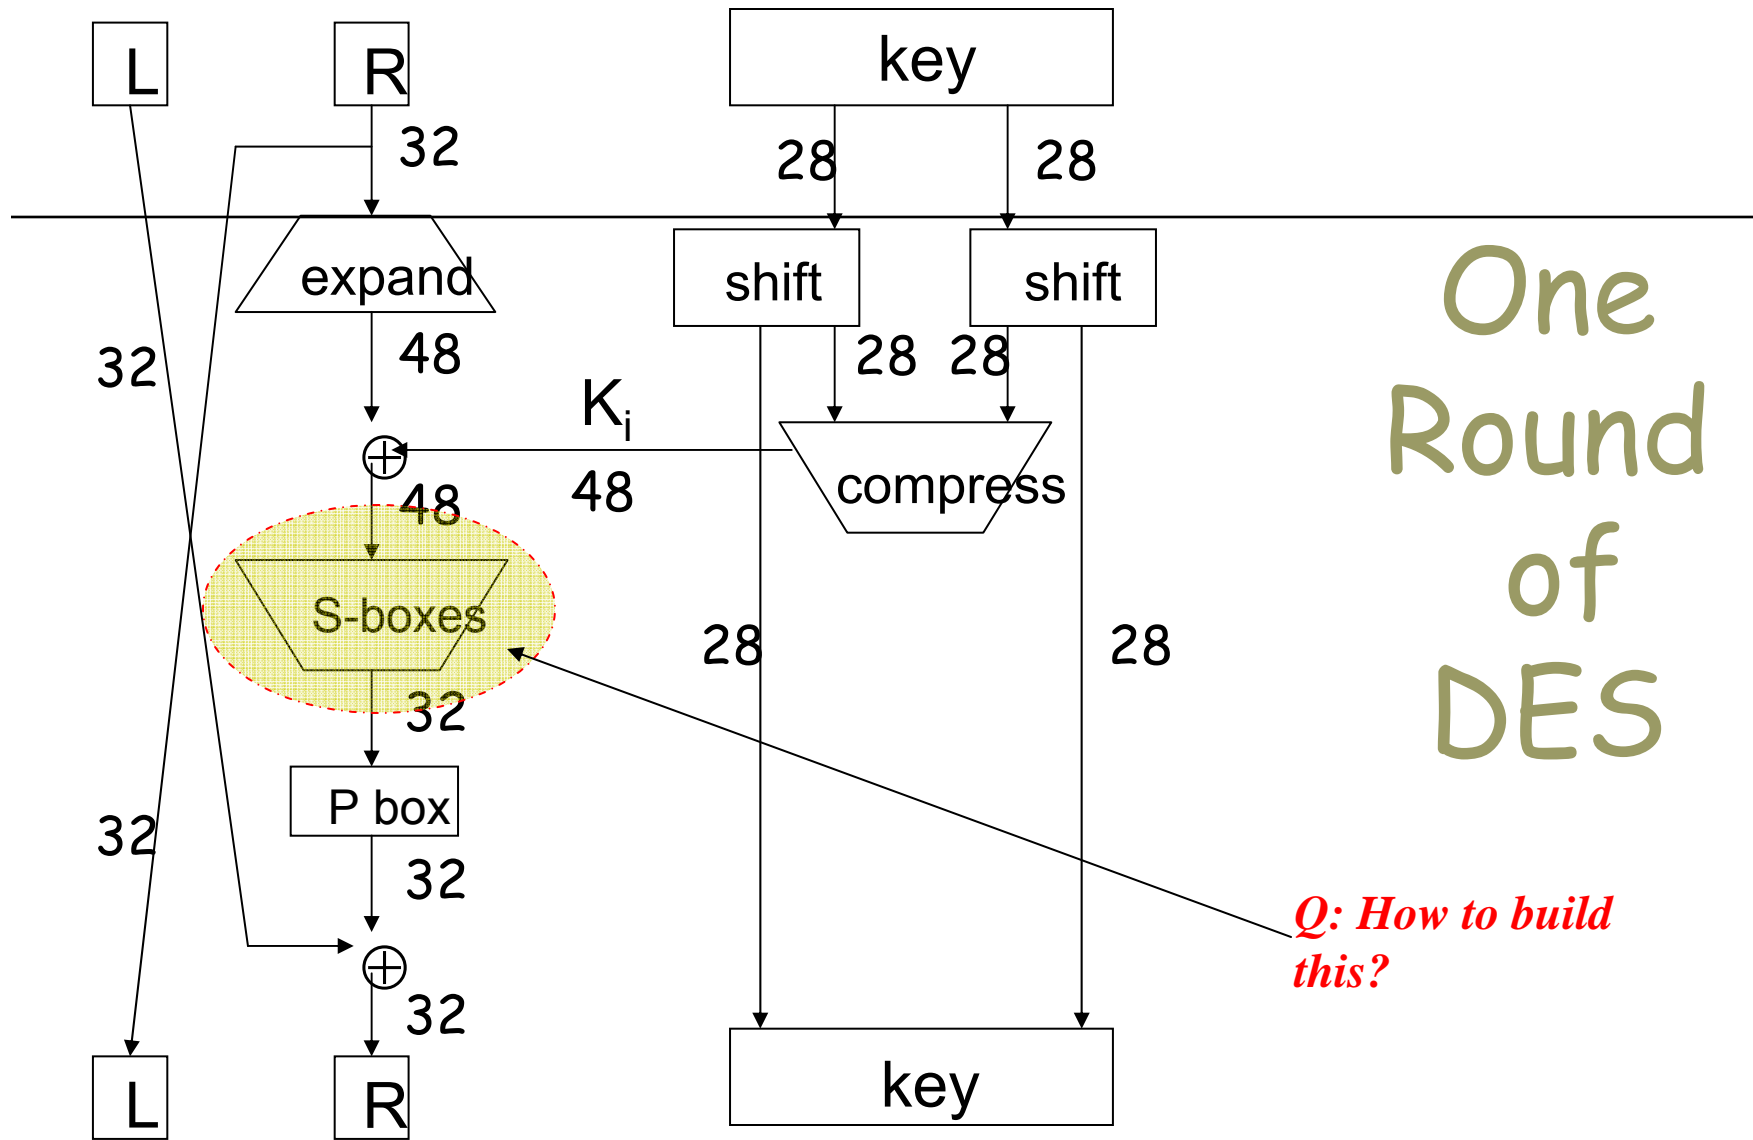 L
R
key
32
28
28
expand
shift
shift
One
Round
of
DES
32
48
28
28
Ki
48
48
compress
S-boxes
28
28
32
P box
32
32
Q: How to build
this?
32
L
R
key